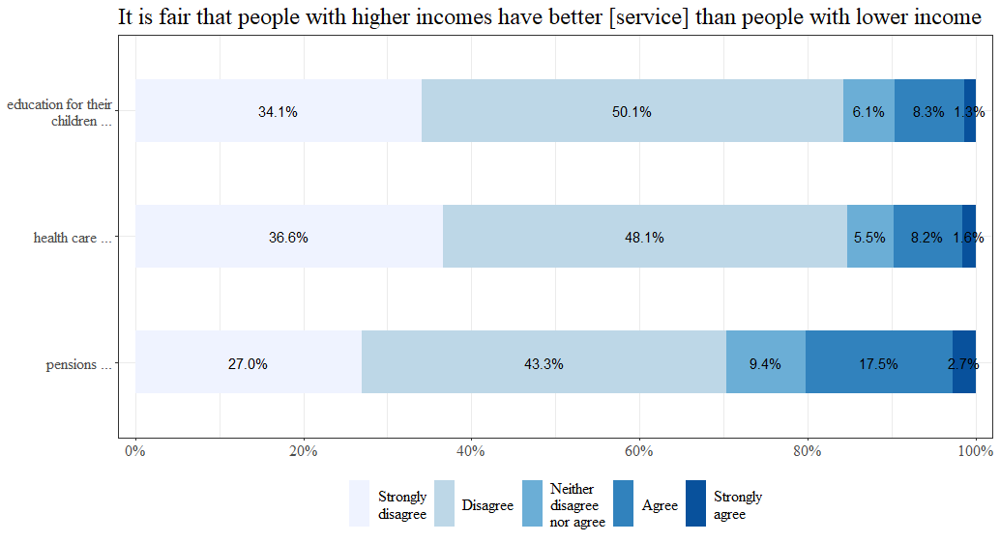 It is fair that people with higher incomes have better [service] than people with lower income
education for their
children ...
34.1% 50.1% 6.1% 8.3% 1.3%
health care ...
36.6% 48.1% 5.5% 8.2% 1.6%
pensions ...
27.0% 43.3% 9.4% 17.5% 2.7%
0% 20% 40% 60% 80% 100%
Strongly
disagree
Disagree
Neither
disagree
nor agree
Agree
Strongly
agree